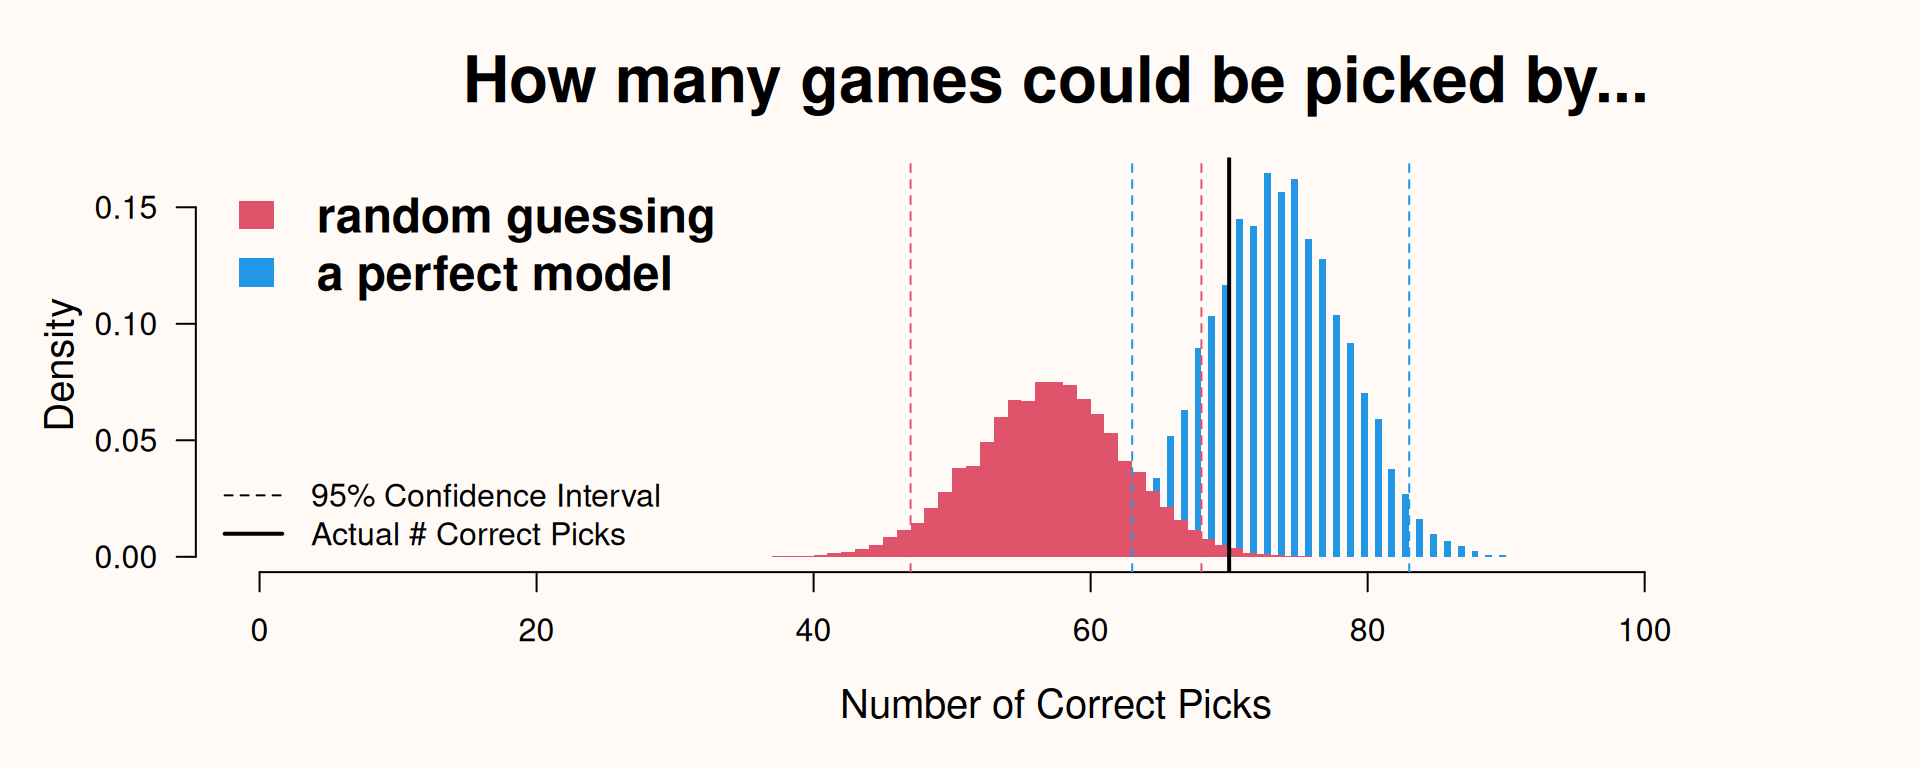 How many games could be picked by...
random guessing
a perfect model
95% Confidence Interval
Actual # Correct Picks
Density
0.15
0.10
0.05
0.00
0 20 40 60 80 100
Number of Correct Picks